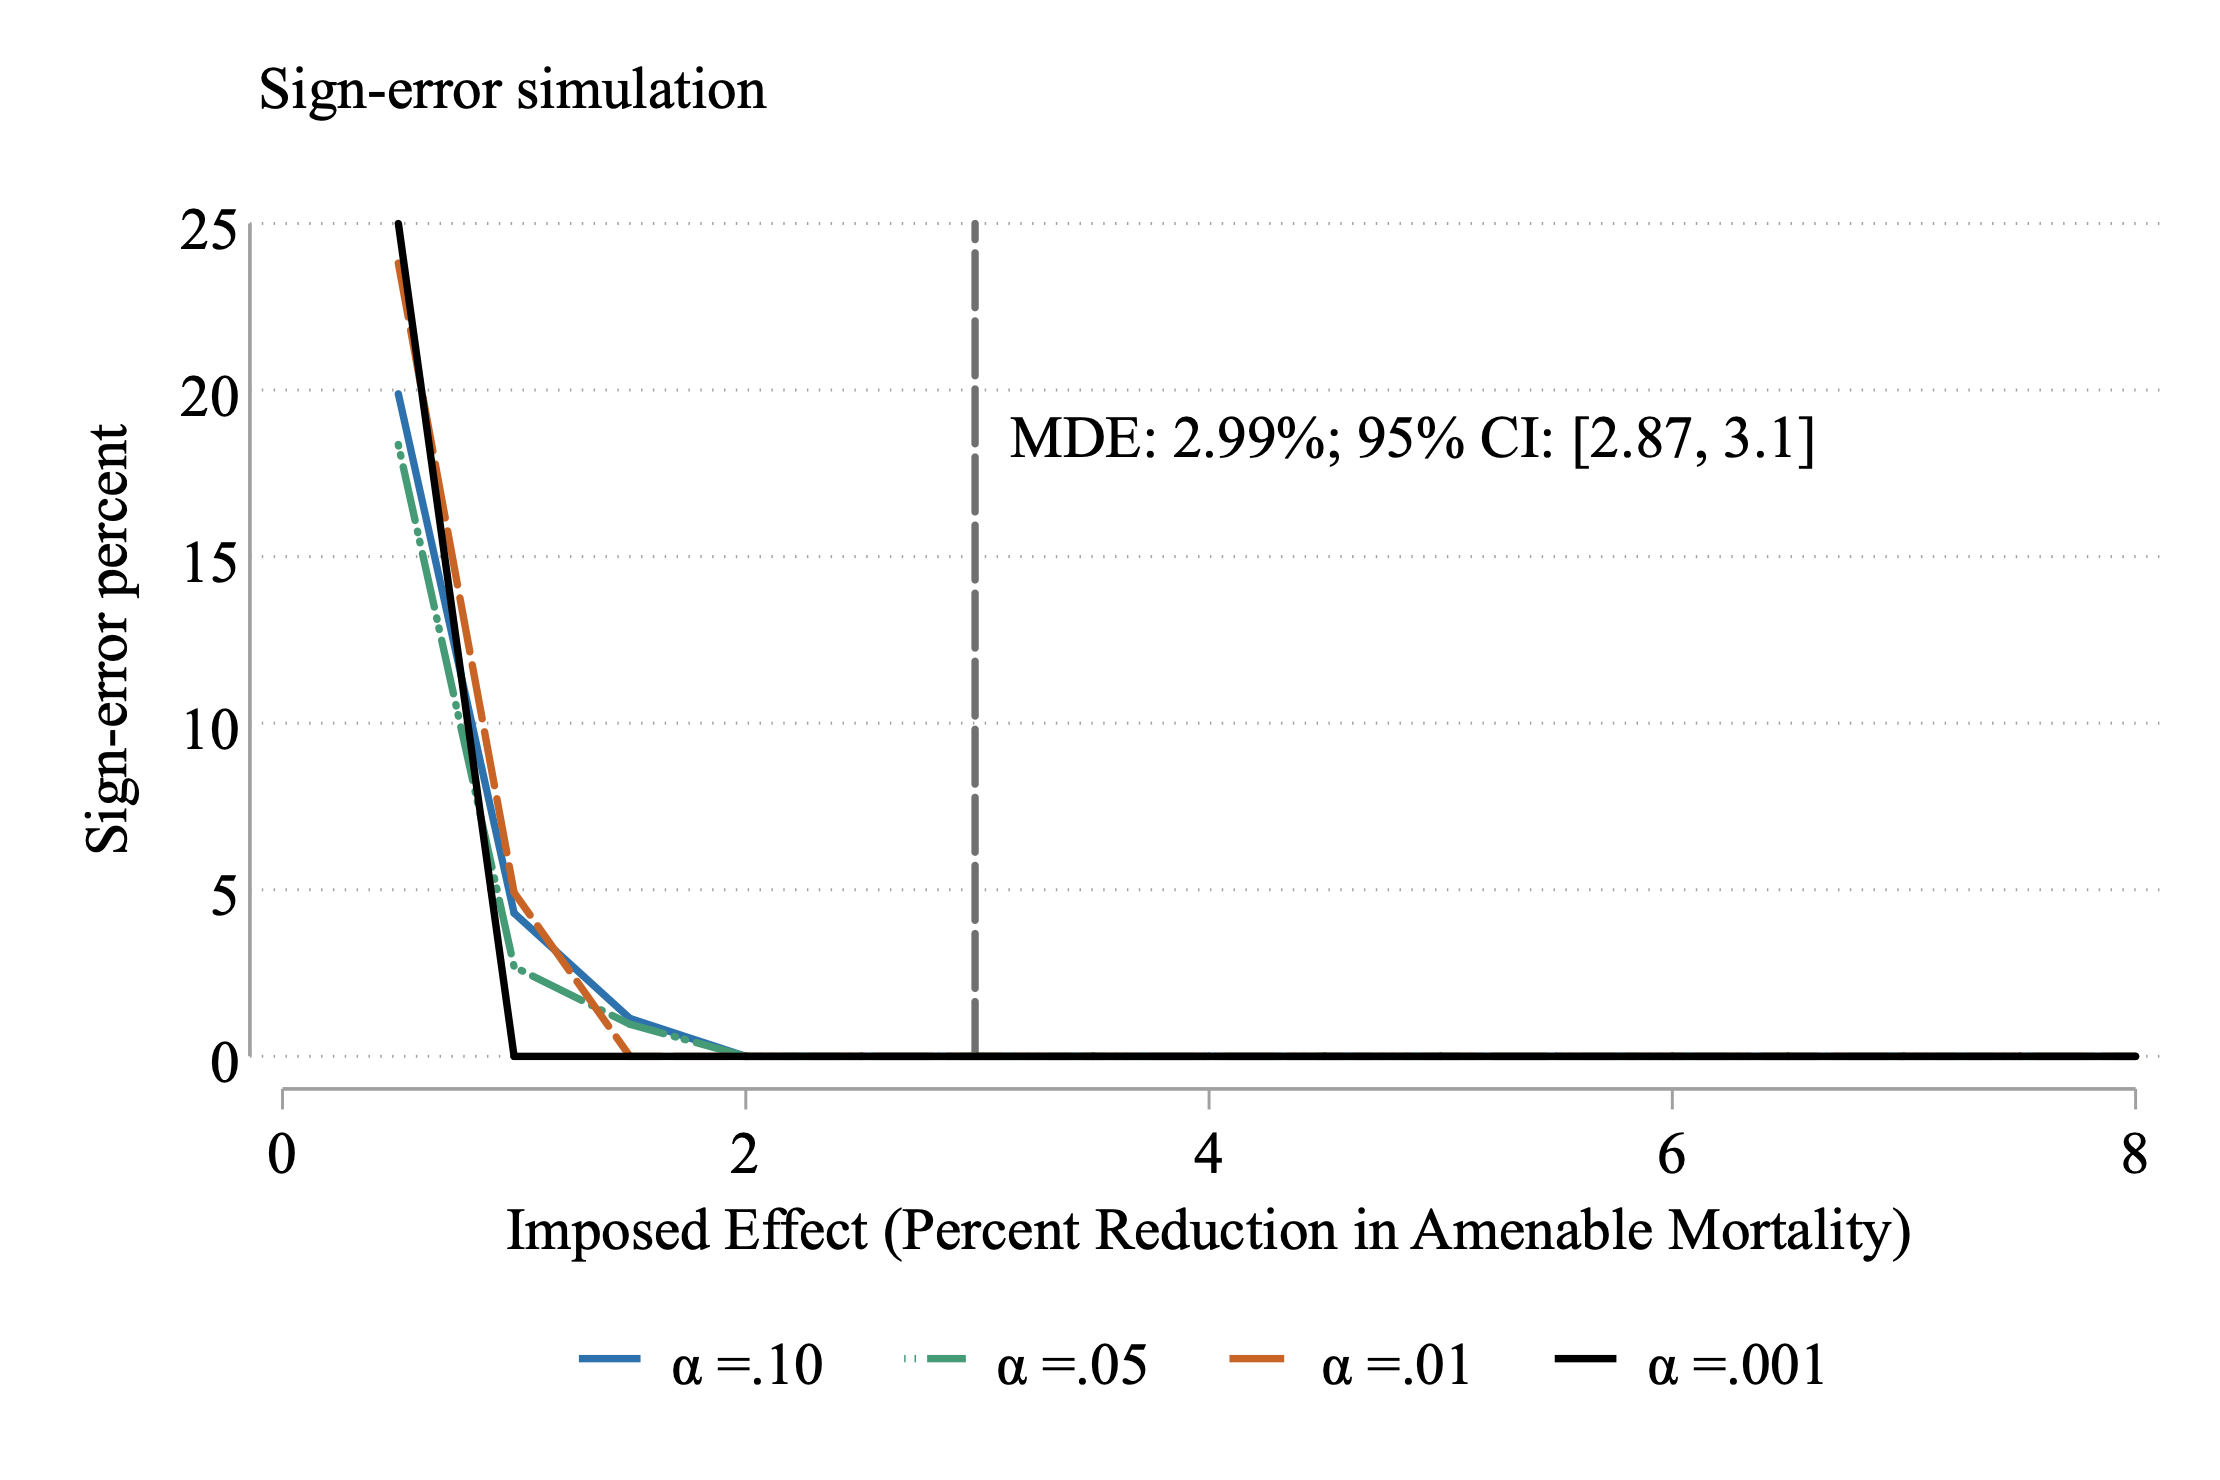 Sign-error simulation
25
20
15
10
5
0
Sign-error percent
MDE: 2.99%; 95% CI: [2.87, 3.1]
0 2 4 6 8
Imposed Effect (Percent Reduction in Amenable Mortality)
α =.10 α =.05 α =.01 α =.001